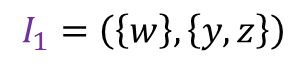 I₁ = ({w},{y, z})